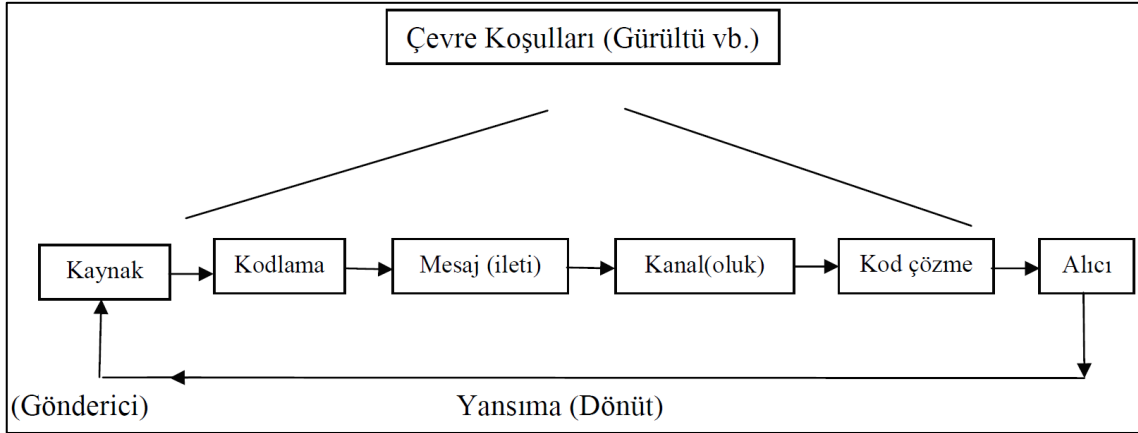 Çevre Koşulları (Gürültü vb.)
Kaynak
Kodlama
Mesaj (ileti)
Kanal(oluk)
Kod çözme
Alıcı
(Gönderici)
Yansıma (Dönüt)